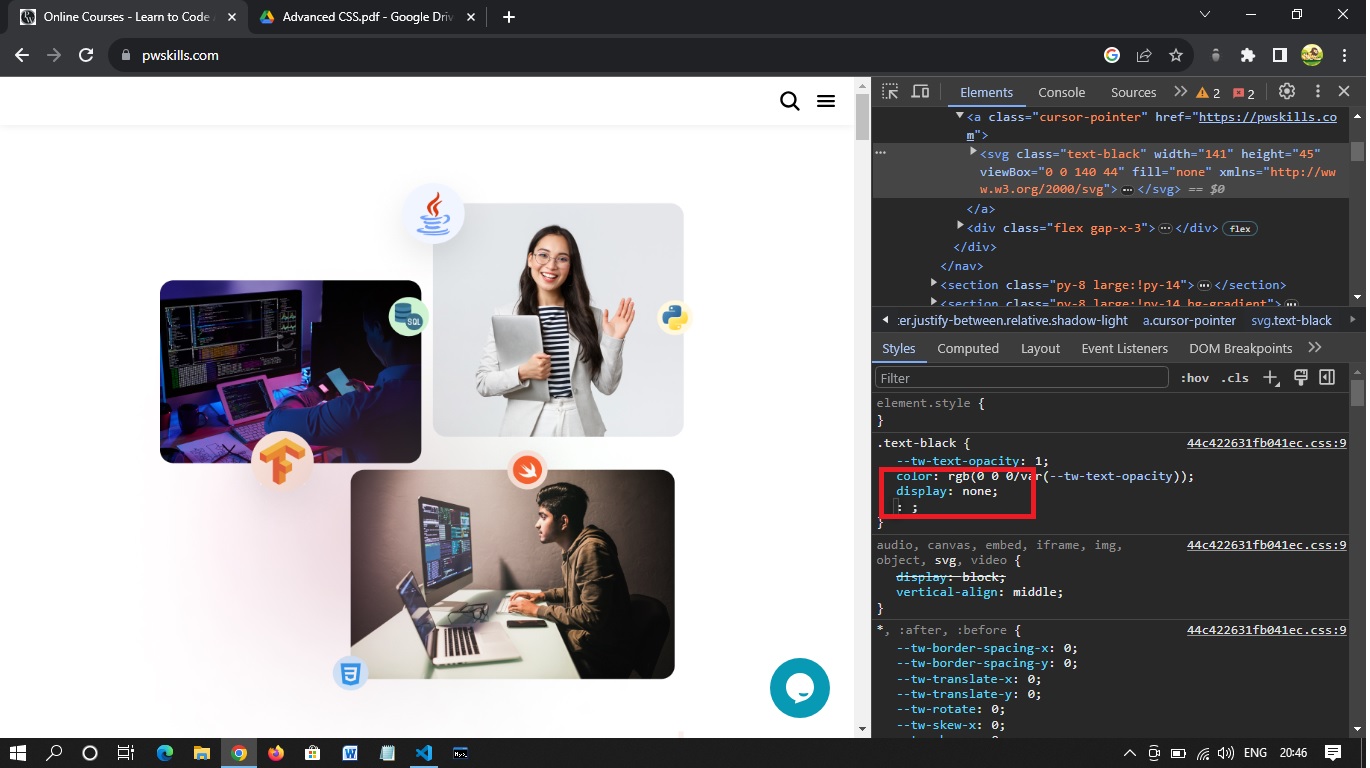 Online Courses - Learn to Code A
Advanced CSS.pdf - Google Driv
pwskills.com
Elements Console Sources 2 2
<a class="cursor-pointer" href="https://pwskills.co
m">
<svg class="text-black" width="141" height="45"
viewBox="0 0 140 44" fill="none" xmlns="http://ww
w.w3.org/2000/svg"> </svg> == $0
</a>
<div class="flex gap-x-3"> </div> flex
</div>
</nav>
<section class="py-8 large:!py-14"> </section>
<section class="py-8 large:!py-14 bg-gradient">
er.justify-between.relative.shadow-light a.cursor-pointer svg.text-black
Styles Computed Layout Event Listeners DOM Breakpoints
Filter :hov .cls
element.style {
}
.text-black { 44c422631fb041ec.css:9
--tw-text-opacity: 1;
color: rgb(0 0 0/var(--tw-text-opacity));
display: none;
: ;
}
audio, canvas, embed, iframe, img, 44c422631fb041ec.css:9
object, svg, video {
display: block;
vertical-align: middle;
}
*, :after, :before { 44c422631fb041ec.css:9
--tw-border-spacing-x: 0;
--tw-border-spacing-y: 0;
--tw-translate-x: 0;
--tw-translate-y: 0;
--tw-rotate: 0;
--tw-skew-x: 0;
SQL
ENG 20:46